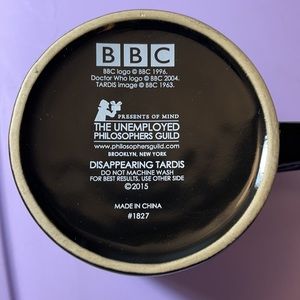 BBC
BBC logo © BBC 1996.
Doctor Who logo © BBC 2004.
TARDIS image © BBC 1963.
PRESENTS OF MIND
THE UNEMPLOYED
PHILOSOPHERS GUILD
www.philosophersguild.com
BROOKLYN, NEW YORK
DISAPPEARING TARDIS
DO NOT MACHINE WASH
FOR BEST RESULTS, USE OTHER SIDE
©2015
MADE IN CHINA
#1827